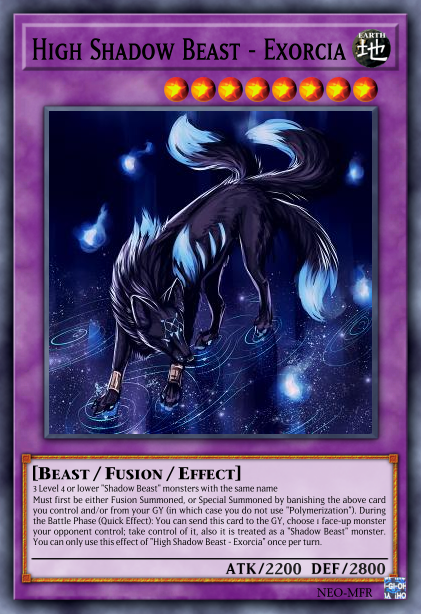 HIGH SHADOW BEAST - EXORCIA
EARTH
地
[BEAST / FUSION / EFFECT]
3 Level 4 or lower "Shadow Beast" monsters with the same name
Must first be either Fusion Summoned, or Special Summoned by banishing the above card
you control and/or from your GY (in which case you do not use "Polymerization"). During
the Battle Phase (Quick Effect): You can send this card to the GY, choose 1 face-up monster
your opponent control; take control of it, also it is treated as a "Shadow Beast" monster.
You can only use this effect of "High Shadow Beast - Exorcia" once per turn.
ATK/2200 DEF/2800
NEO-MFR